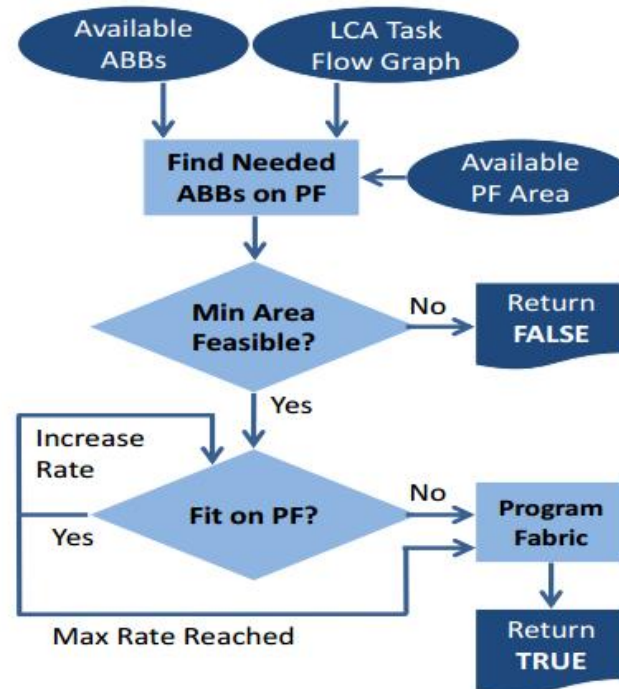 Available
ABBs
LCA Task
Flow Graph
Find Needed
ABBs on PF
Available
PF Area
Min Area
Feasible?
No
Return
FALSE
Yes
Increase
Rate
Fit on PF?
No
Yes
Program
Fabric
Max Rate Reached
Return
TRUE